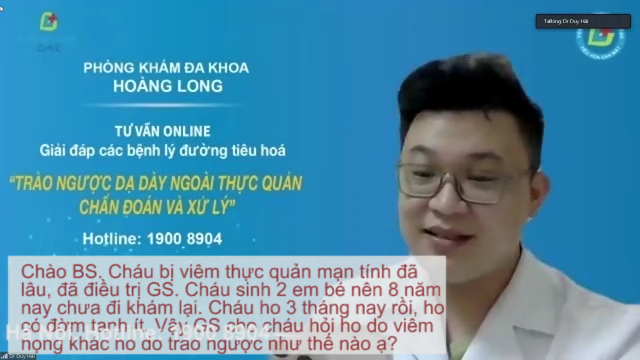 Talking: Dr Duy Hải
PHÒNG KHÁM ĐA KHOA
HOÀNG LONG
TƯ VẤN ONLINE
Giải đáp các bệnh lý đường tiêu hoá
“TRÀO NGƯỢC DẠ DÀY NGOÀI THỰC QUẢN
CHẨN ĐOÁN VÀ XỬ LÝ”
Hotline: 1900 8904
Chào BS. Cháu bị viêm thực quản mạn tính đã
lâu, đã điều trị GS. Cháu sinh 2 em bé nên 8 năm
nay chưa đi khám lại. Cháu ho 3 tháng nay rồi, ho
có đờm tanh ít. Vậy GS cho cháu hỏi ho do viêm
họng khác ho do trào ngược như thế nào ạ?
Dr Duy Hải